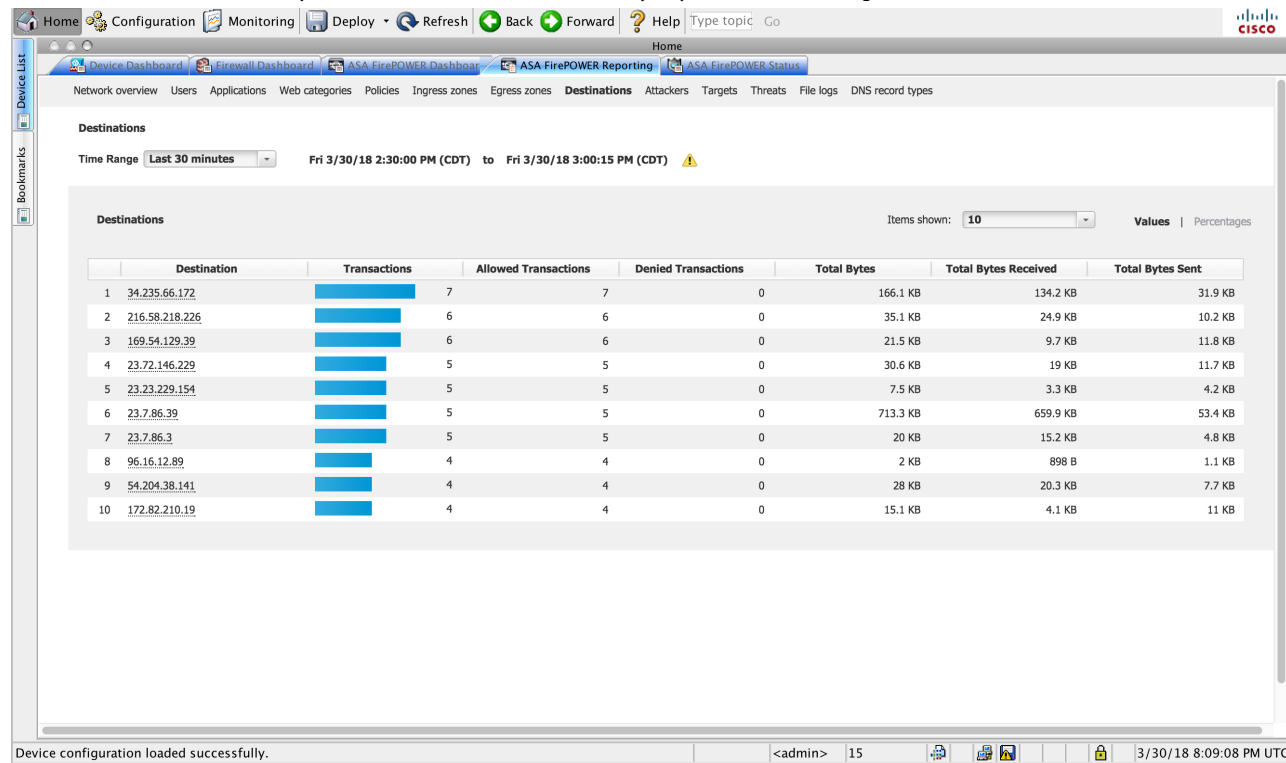 Home Configuration Monitoring Deploy Refresh Back Forward Help Type topic Go
CISCO
Home
Device List
Bookmarks
Device Dashboard Firewall Dashboard ASA FirePOWER Dashboar ASA FirePOWER Reporting ASA FirePOWER Status
Network overview Users Applications Web categories Policies Ingress zones Egress zones Destinations Attackers Targets Threats File logs DNS record types
Destinations
Time Range Last 30 minutes Fri 3/30/18 2:30:00 PM (CDT) to Fri 3/30/18 3:00:15 PM (CDT)
Destinations Items shown: 10 Values | Percentages
Destination Transactions Allowed Transactions Denied Transactions Total Bytes Total Bytes Received Total Bytes Sent
1 34.235.66.172 7 7 0 166.1 KB 134.2 KB 31.9 KB
2 216.58.218.226 6 6 0 35.1 KB 24.9 KB 10.2 KB
3 169.54.129.39 6 6 0 21.5 KB 9.7 KB 11.8 KB
4 23.72.146.229 5 5 0 30.6 KB 19 KB 11.7 KB
5 23.23.229.154 5 5 0 7.5 KB 3.3 KB 4.2 KB
6 23.7.86.39 5 5 0 713.3 KB 659.9 KB 53.4 KB
7 23.7.86.3 5 5 0 20 KB 15.2 KB 4.8 KB
8 96.16.12.89 4 4 0 2 KB 898 B 1.1 KB
9 54.204.38.141 4 4 0 28 KB 20.3 KB 7.7 KB
10 172.82.210.19 4 4 0 15.1 KB 4.1 KB 11 KB
Device configuration loaded successfully. <admin> 15 3/30/18 8:09:08 PM UTC